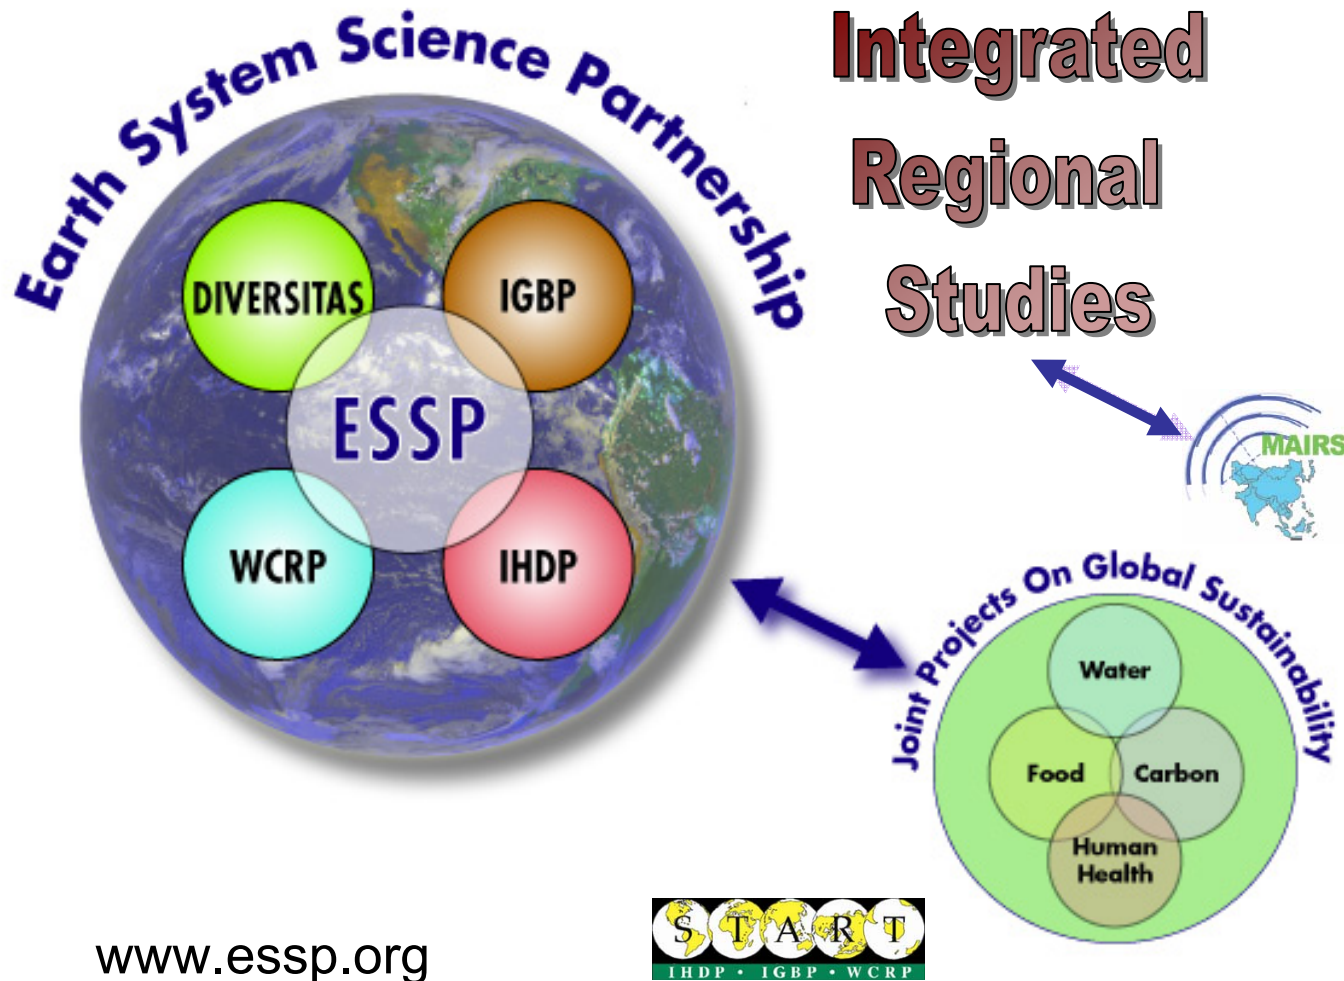 Earth System Science Partnership
Integrated
Regional
Studies
DIVERSITAS
IGBP
ESSP
WCRP
IHDP
MAIRS
Joint Projects On Global Sustainability
Water
Food
Carbon
Human
Health
START
IHDP • IGBP • WCRP
www.essp.org